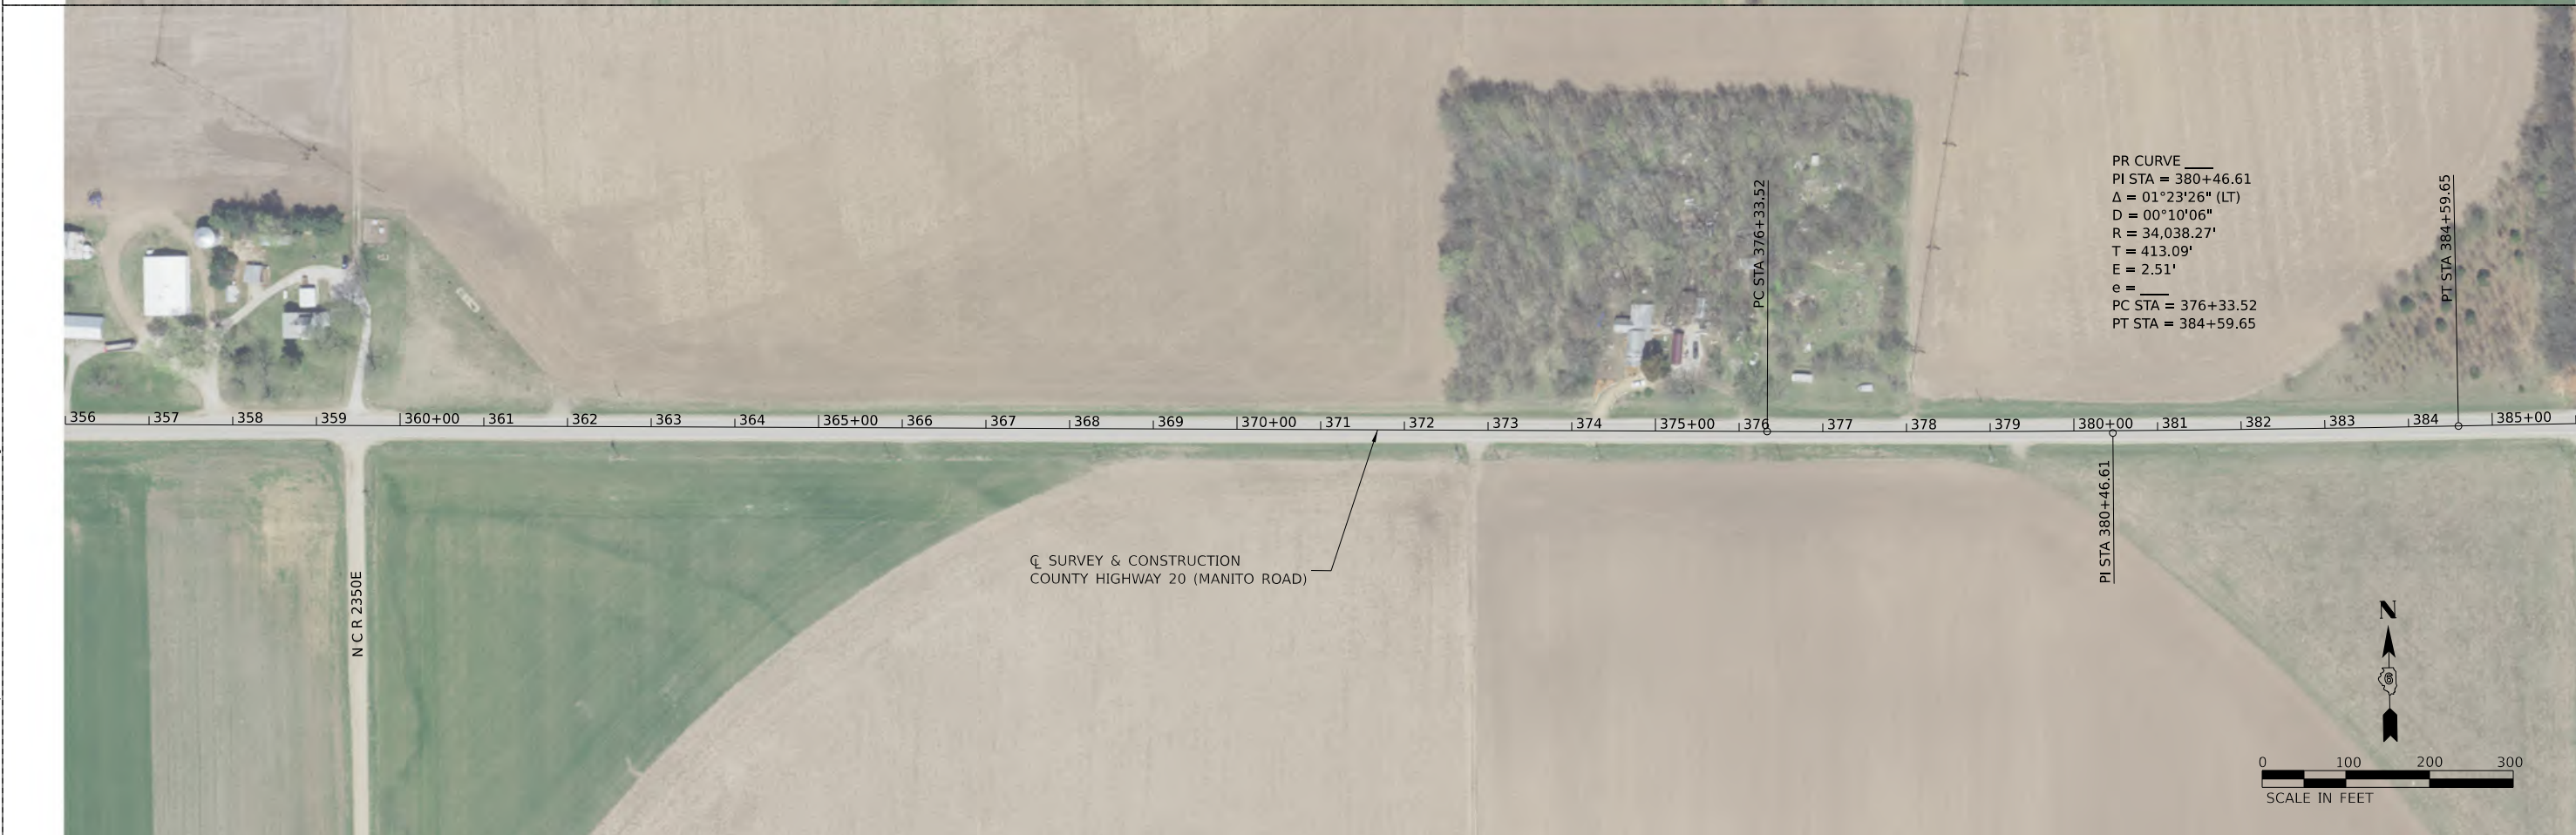 PR CURVE ____
PI STA = 380+46.61
Δ = 01°23'26" (LT)
D = 00°10'06"
R = 34,038.27'
T = 413.09'
E = 2.51'
e = ____
PC STA = 376+33.52
PT STA = 384+59.65
PC STA 376+33.52
PT STA 384+59.65
356 357 358 359 360+00 361 362 363 364 365+00 366 367 368 369 370+00 371 372 373 374 375+00 376 377 378 379 380+00 381 382 383 384 385+00
PI STA 380+46.61
℄ SURVEY & CONSTRUCTION
COUNTY HIGHWAY 20 (MANITO ROAD)
N C R 2350E
N
6
0 100 200 300
SCALE IN FEET